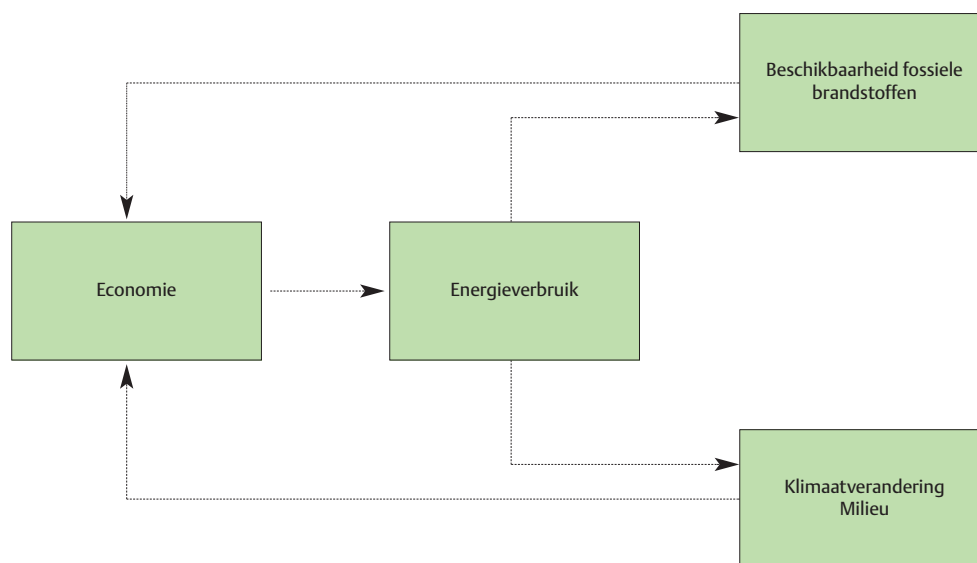 Beschikbaarheid fossiele
brandstoffen
Economie
Energieverbruik
Klimaatverandering
Milieu